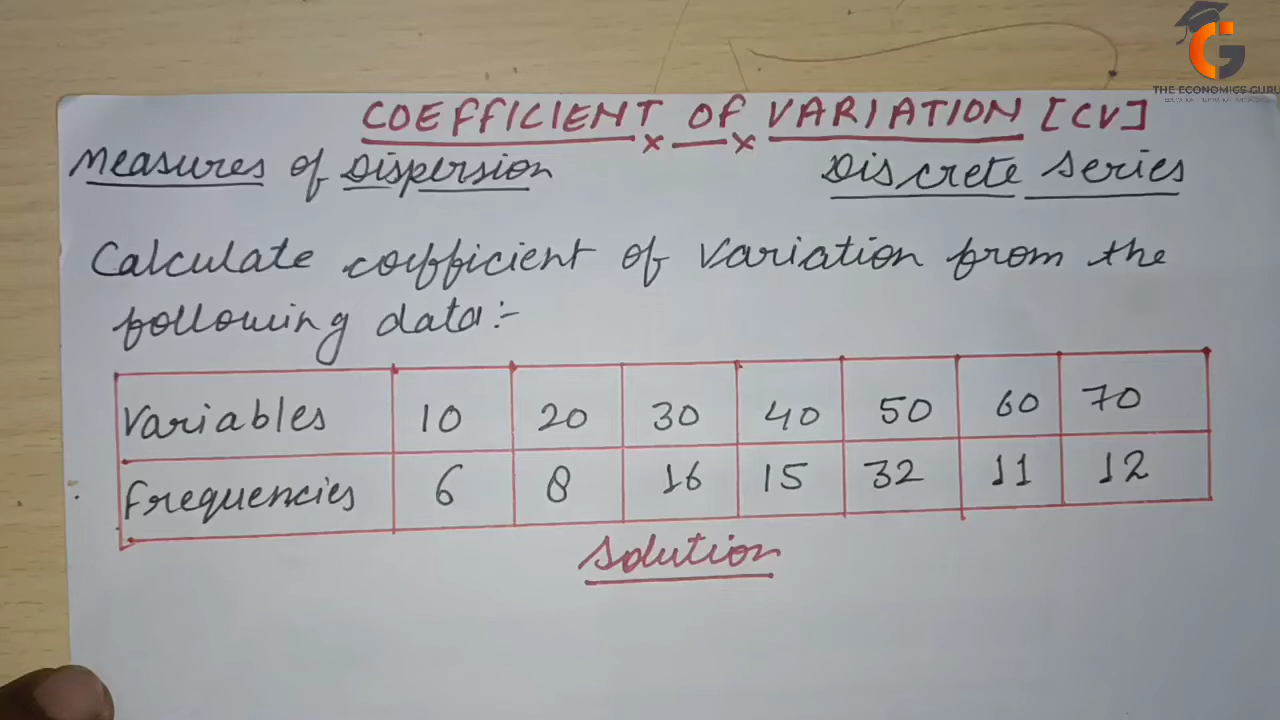 THE ECONOMICS GURU
COEFFICIENT OF VARIATION [CV]
Measures of Dispersion
Discrete Series
Calculate coefficient of variation from the
following data:-
Variables 10 20 30 40 50 60 70
Frequencies 6 8 16 15 32 11 12
Solution